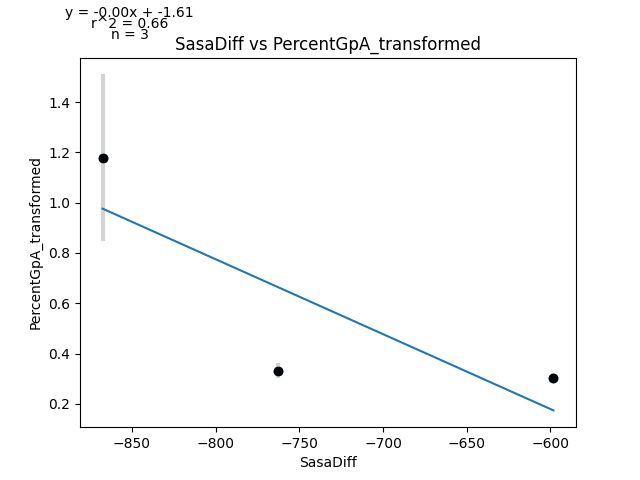 y = -0.00x + -1.61
r^2 = 0.66
n = 3
SasaDiff vs PercentGpA_transformed
PercentGpA_transformed
1.4
1.2
1.0
0.8
0.6
0.4
0.2
−850 −800 −750 −700 −650 −600
SasaDiff